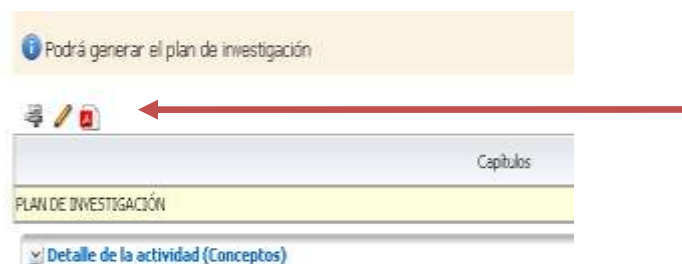 Podrá generar el plan de investigación
Capítulos
PLAN DE INVESTIGACIÓN
Detalle de la actividad (Conceptos)